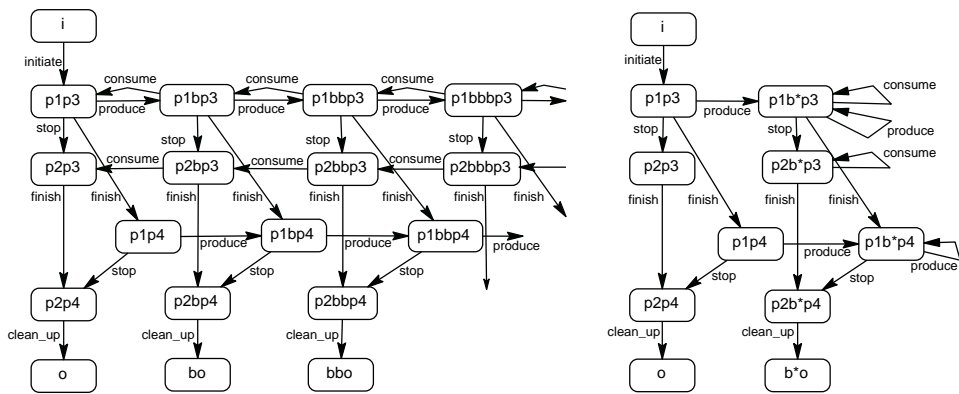 i i
initiate initiate
consume consume consume consume
p1p3 p1bp3 p1bbp3 p1bbbp3 p1p3 p1b*p3
produce produce produce produce produce
stop stop stop stop stop stop
consume consume consume consume
p2p3 p2bp3 p2bbp3 p2bbbp3 p2p3 p2b*p3
finish finish finish finish finish finish finish finish finish finish
p1p4 p1bp4 p1bbp4 p1p4 p1b*p4
produce produce produce produce produce
stop stop stop stop stop
p2p4 p2bp4 p2bbp4 p2p4 p2b*p4
clean_up clean_up clean_up clean_up clean_up
o bo bbo o b*o